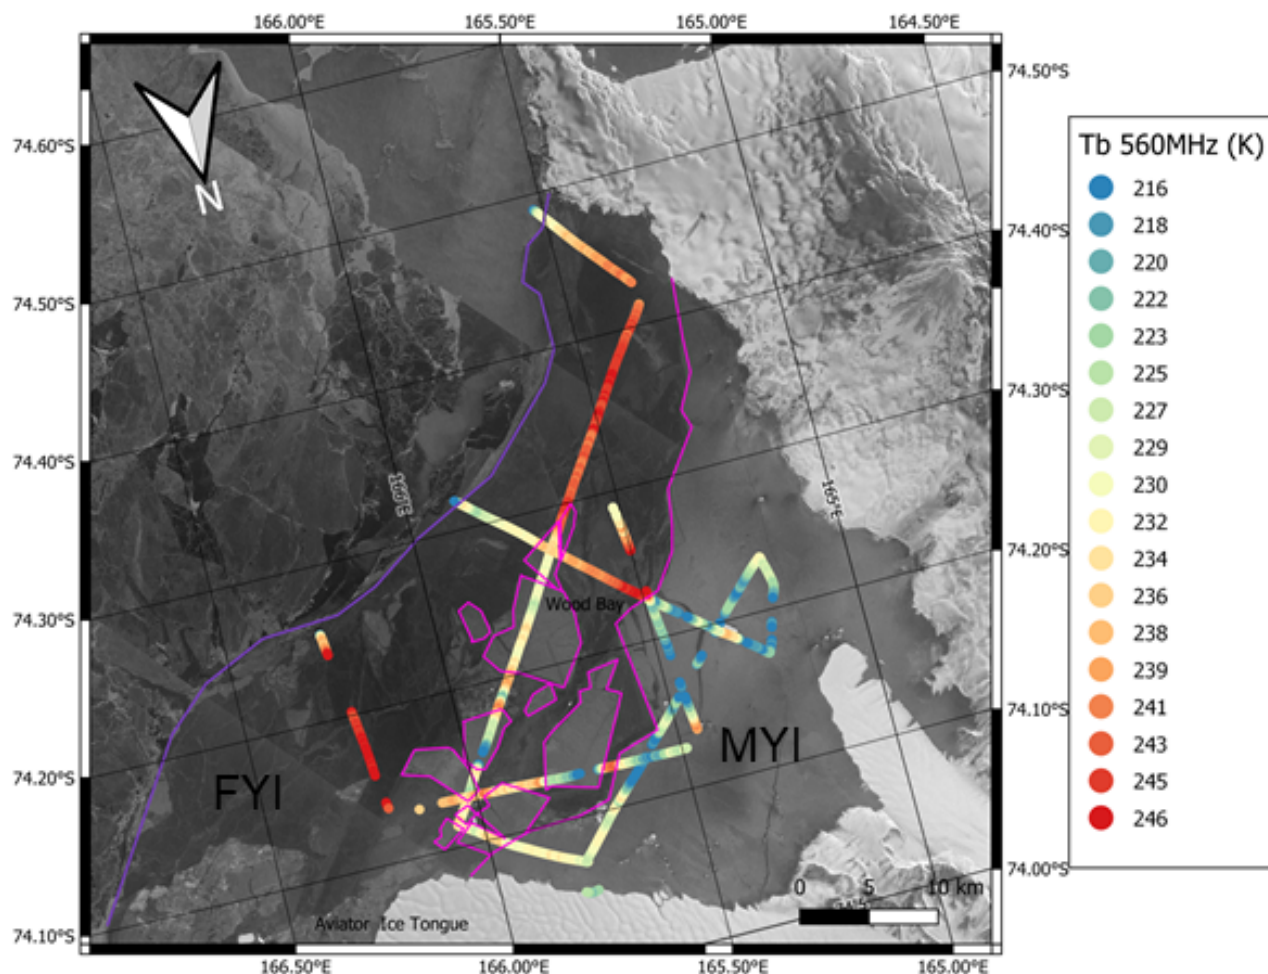 166.00°E 165.50°E 165.00°E 164.50°E
74.50°S
74.60°S
N
Tb 560MHz (K)
216
218
220
222
223
225
227
229
230
232
234
236
238
239
241
243
245
246
74.40°S
74.50°S
74.30°S
74.40°S
166°E
165°E
74.20°S
Wood Bay
74.30°S
74.10°S
MYI
74.20°S
FYI
74.00°S
0 5 10 km
Aviator Ice Tongue
74.10°S
166.50°E 166.00°E 165.50°E 165.00°E